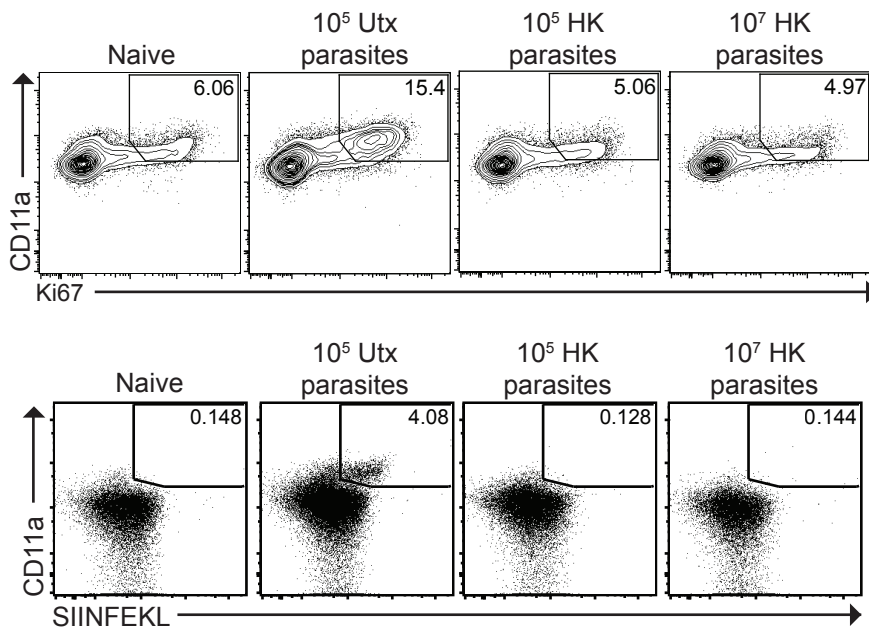 Naive
10⁵ Utx
parasites
10⁵ HK
parasites
10⁷ HK
parasites
6.06
15.4
5.06
4.97
CD11a
Ki67
Naive
10⁵ Utx
parasites
10⁵ HK
parasites
10⁷ HK
parasites
0.148
4.08
0.128
0.144
CD11a
SIINFEKL